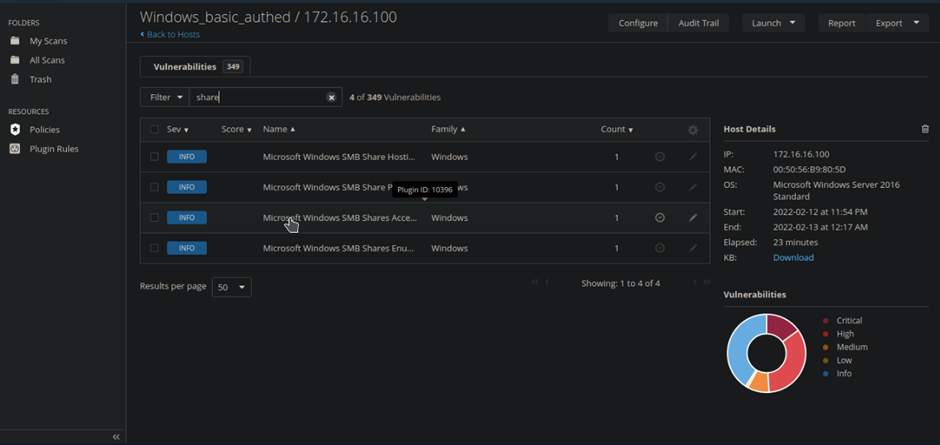 Windows_basic_authed / 172.16.16.100
Back to Hosts
Configure Audit Trail Launch Report Export
FOLDERS
My Scans
All Scans
Trash
RESOURCES
Policies
Plugin Rules
Vulnerabilities 349
Filter share 4 of 349 Vulnerabilities
Sev Score Name Family Count
INFO Microsoft Windows SMB Share Hosti... Windows 1
INFO Microsoft Windows SMB Share 1
Plugin ID: 10396
INFO Microsoft Windows SMB Shares Acce... Windows 1
INFO Microsoft Windows SMB Shares Enu... Windows 1
Results per page 50 Showing: 1 to 4 of 4
Host Details
IP: 172.16.16.100
MAC: 00:50:56:B9:80:5D
OS: Microsoft Windows Server 2016
Standard
Start: 2022-02-12 at 11:54 PM
End: 2022-02-13 at 12:17 AM
Elapsed: 23 minutes
KB: Download
Vulnerabilities
Critical
High
Medium
Low
Info